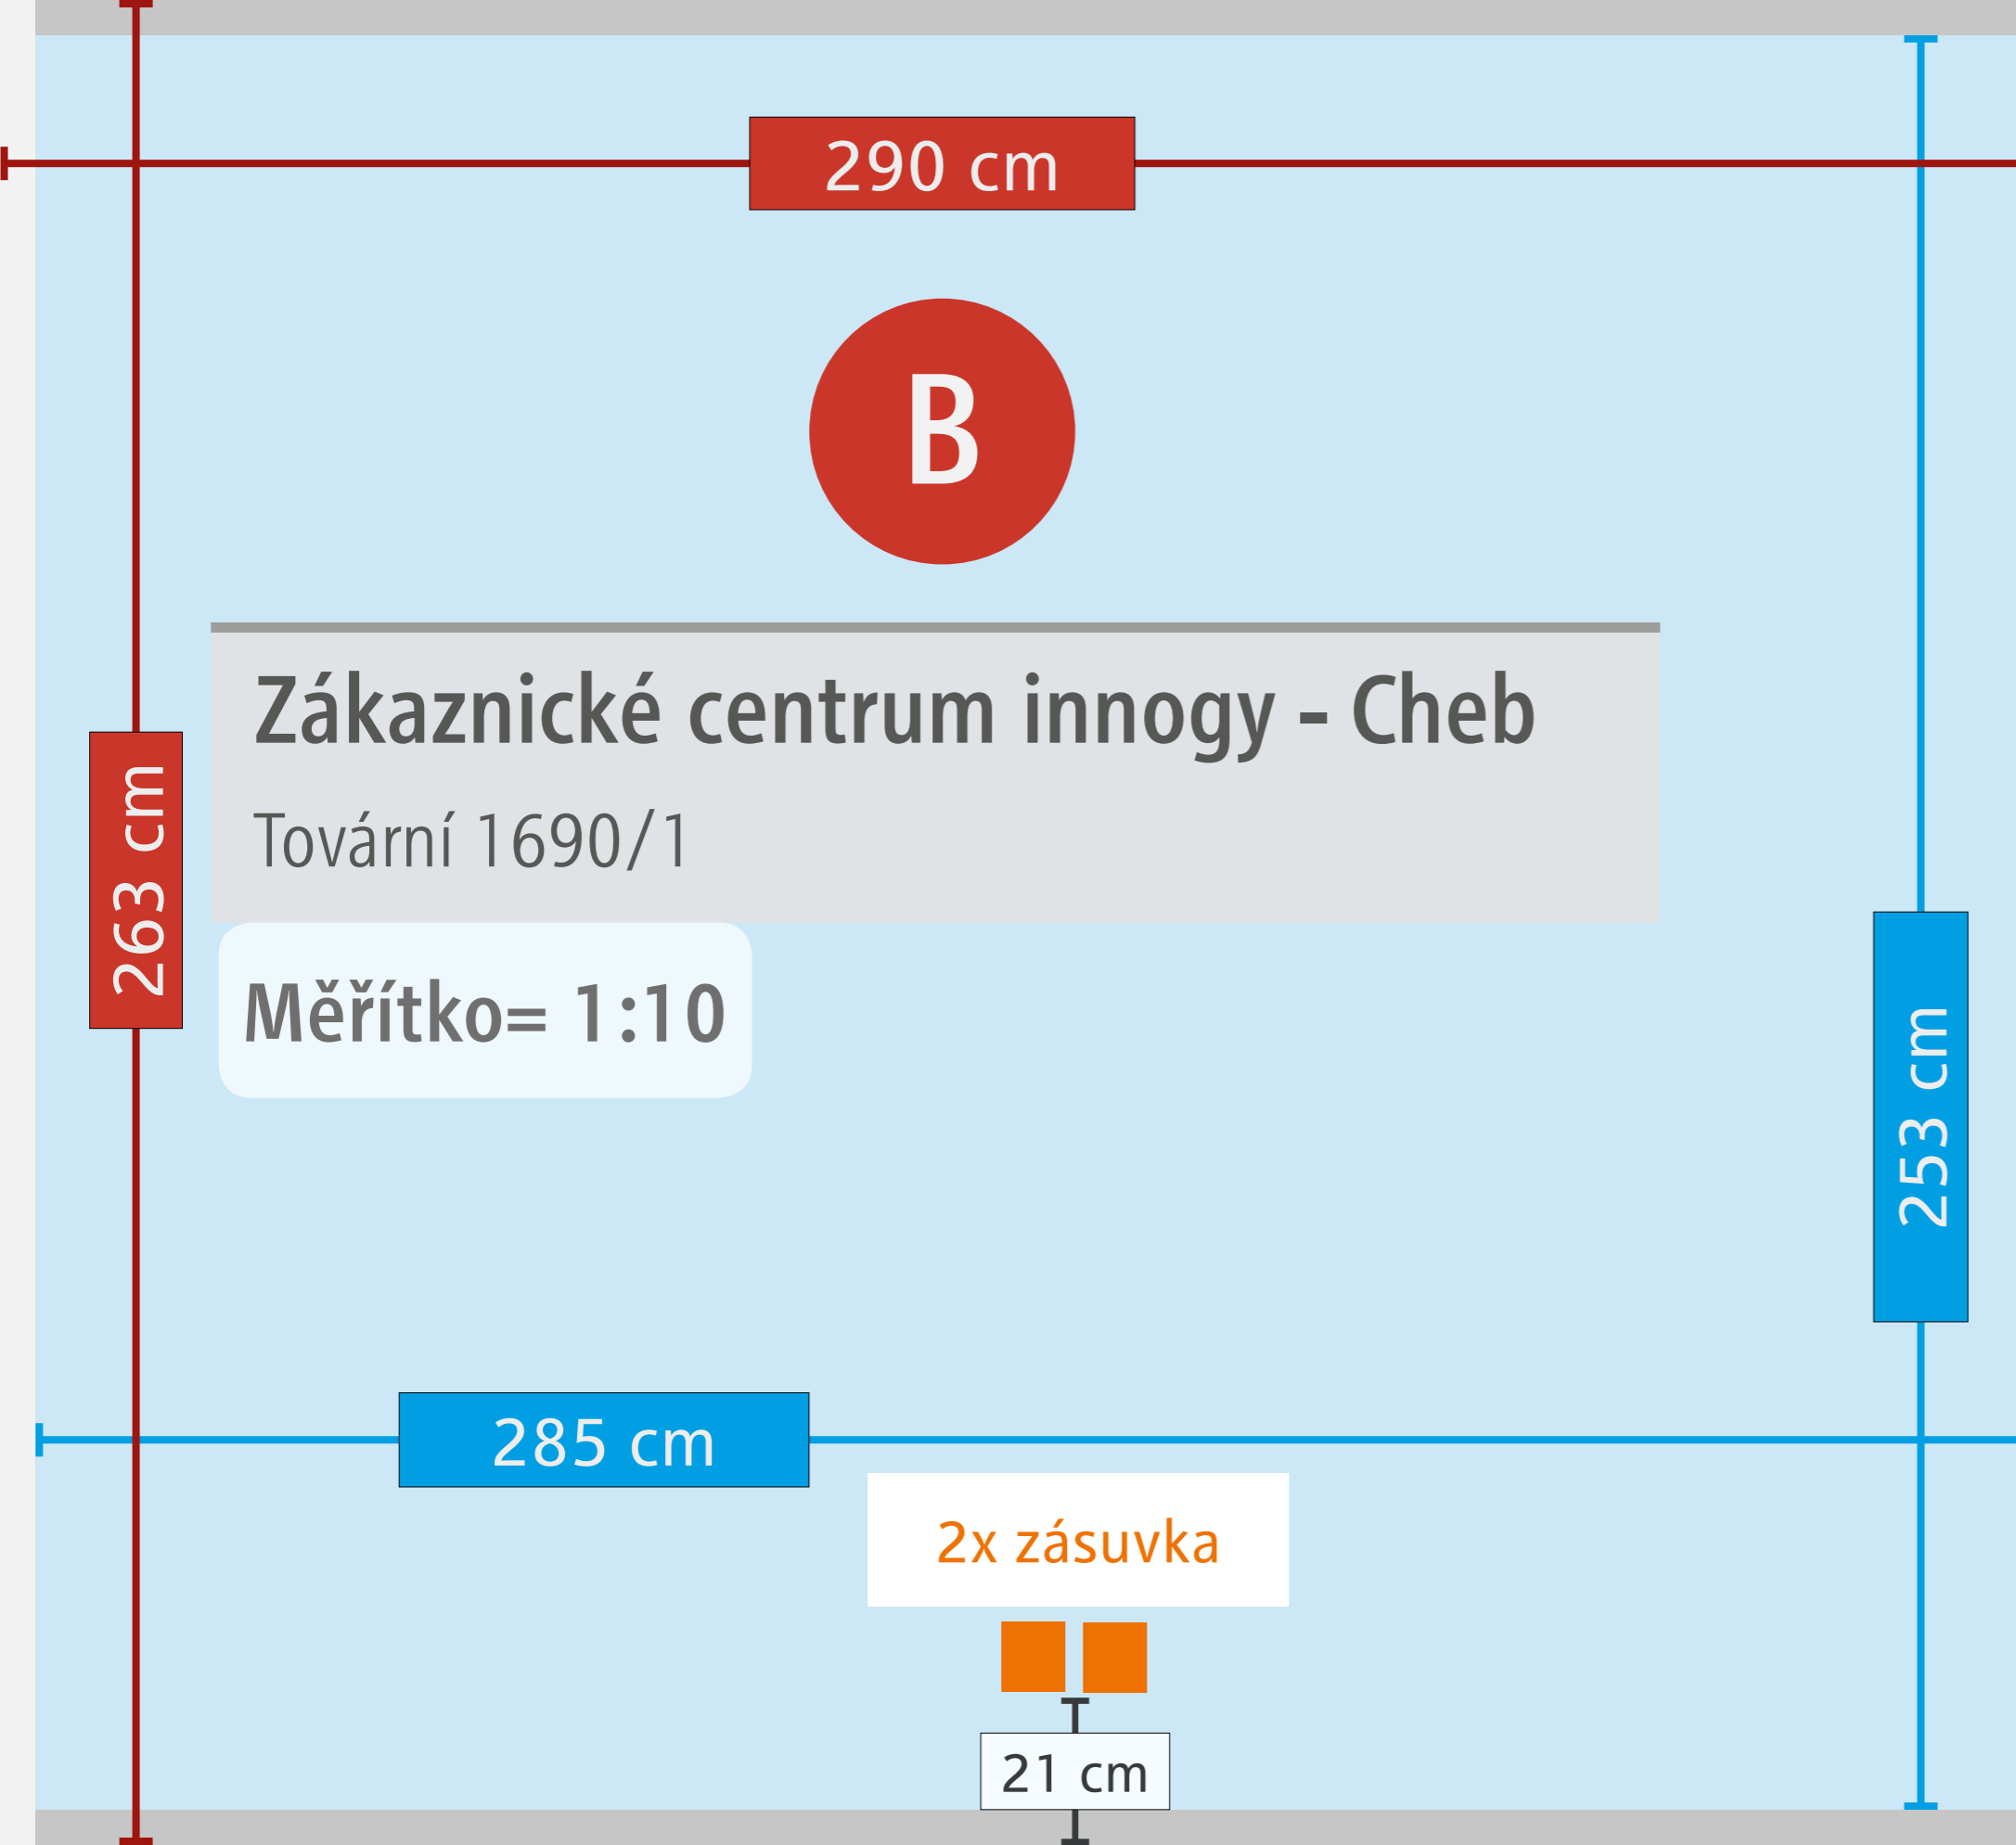 290 cm
B
Zákaznické centrum innogy - Cheb
Tovární 1690/1
263 cm
Měřítko= 1:10
253 cm
285 cm
2x zásuvka
21 cm